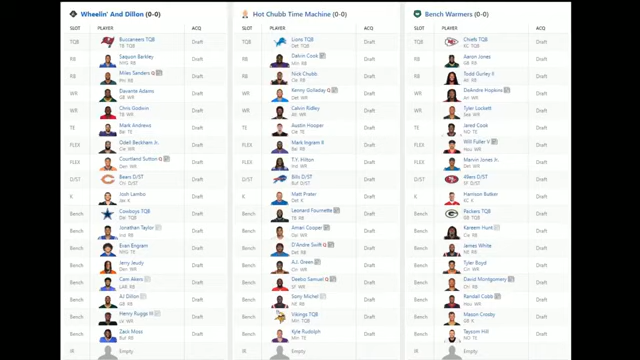 Wheelin' And Dillon (0-0)
SLOT PLAYER ACQ
TQB Buccaneers TQB Draft
TB TQB
RB Saquon Barkley Draft
NYG RB
RB Miles Sanders Q Draft
Phi RB
WR Davante Adams Draft
GB WR
WR Chris Godwin Draft
TB WR
TE Mark Andrews Draft
Bal TE
FLEX Odell Beckham Jr. Draft
Cle WR
FLEX Courtland Sutton Q Draft
Den WR
D/ST Bears D/ST Draft
Chi D/ST
K Josh Lambo Draft
Jax K
Bench Cowboys TQB Draft
Dal TQB
Bench Jonathan Taylor Draft
Ind RB
Bench Evan Engram Draft
NYG TE
Bench Jerry Jeudy Draft
Den WR
Bench Cam Akers Draft
LAR RB
Bench AJ Dillon Draft
GB RB
Bench Henry Ruggs III Draft
LV WR
Bench Zack Moss Draft
Buf RB
IR Empty
Hot Chubb Time Machine (0-0)
SLOT PLAYER ACQ
TQB Lions TQB Draft
Det TQB
RB Dalvin Cook Draft
Min RB
RB Nick Chubb Draft
Cle RB
WR Kenny Golladay Q Draft
Det WR
WR Calvin Ridley Draft
Atl WR
TE Austin Hooper Draft
Cle TE
FLEX Mark Ingram II Draft
Bal RB
FLEX T.Y. Hilton Draft
Ind WR
D/ST Bills D/ST Draft
Buf D/ST
K Matt Prater Draft
Det K
Bench Leonard Fournette Draft
TB RB
Bench Amari Cooper Draft
Dal WR
Bench D'Andre Swift Q Draft
Det RB
Bench A.J. Green Draft
Cin WR
Bench Deebo Samuel Q Draft
SF WR
Bench Sony Michel Draft
NE RB
Bench Vikings TQB Draft
Min TQB
Bench Kyle Rudolph Draft
Min TE
IR Empty
Bench Warmers (0-0)
SLOT PLAYER ACQ
TQB Chiefs TQB Draft
KC TQB
RB Aaron Jones Draft
GB RB
RB Todd Gurley II Draft
Atl RB
WR DeAndre Hopkins Draft
Ari WR
WR Tyler Lockett Draft
Sea WR
TE Jared Cook Draft
NO TE
FLEX Will Fuller V Draft
Hou WR
FLEX Marvin Jones Jr. Draft
Det WR
D/ST 49ers D/ST Draft
SF D/ST
K Harrison Butker Draft
KC K
Bench Packers TQB Draft
GB TQB
Bench Kareem Hunt Draft
Cle RB
Bench James White Draft
NE RB
Bench Tyler Boyd Draft
Cin WR
Bench David Montgomery Draft
Chi RB
Bench Randall Cobb Draft
Hou WR
Bench Mason Crosby Draft
GB K
Bench Taysom Hill Draft
NO TE
IR Empty